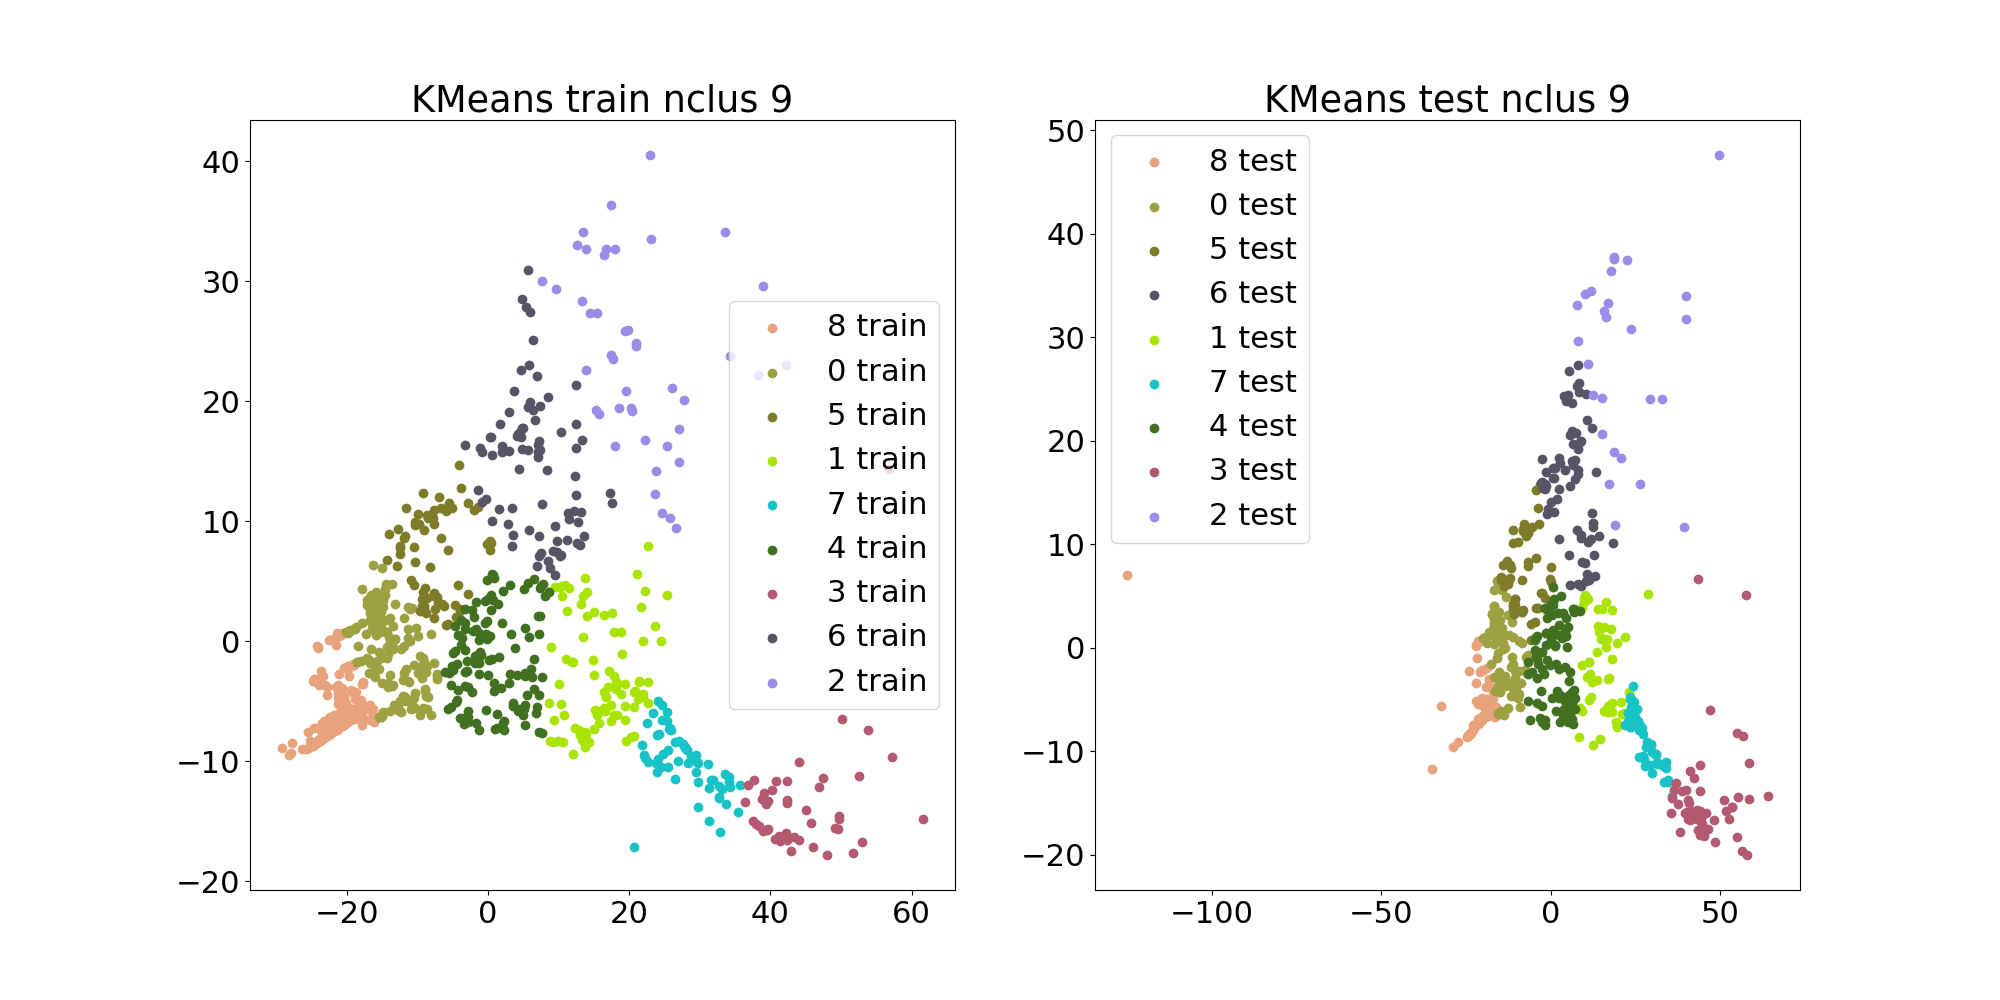 KMeans train nclus 9
40
30
20
10
0
−10
−20
−20
0
20
40
60
8 train
0 train
5 train
1 train
7 train
4 train
3 train
6 train
2 train
KMeans test nclus 9
50
40
30
20
10
0
−10
−20
−100
−50
0
50
8 test
0 test
5 test
6 test
1 test
7 test
4 test
3 test
2 test